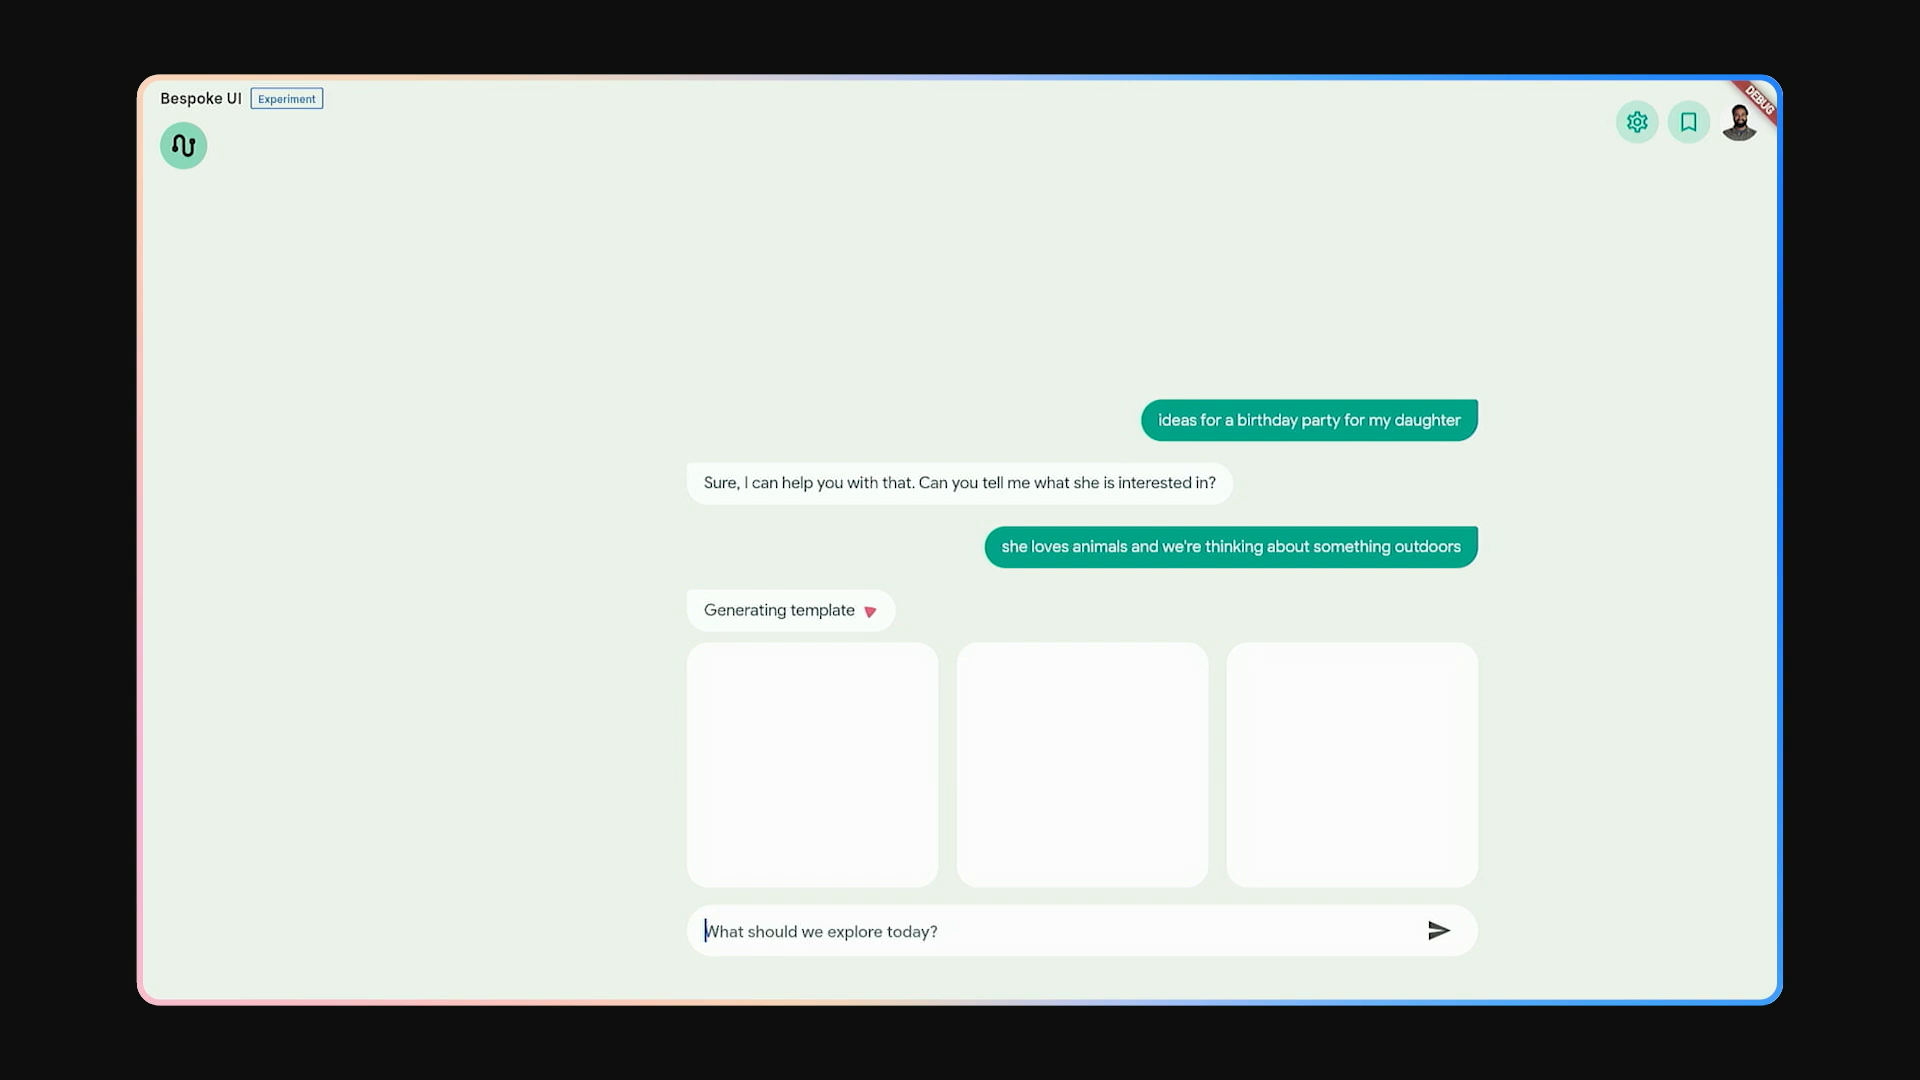 Bespoke UI Experiment
DEBUG
ideas for a birthday party for my daughter
Sure, I can help you with that. Can you tell me what she is interested in?
she loves animals and we're thinking about something outdoors
Generating template
What should we explore today?